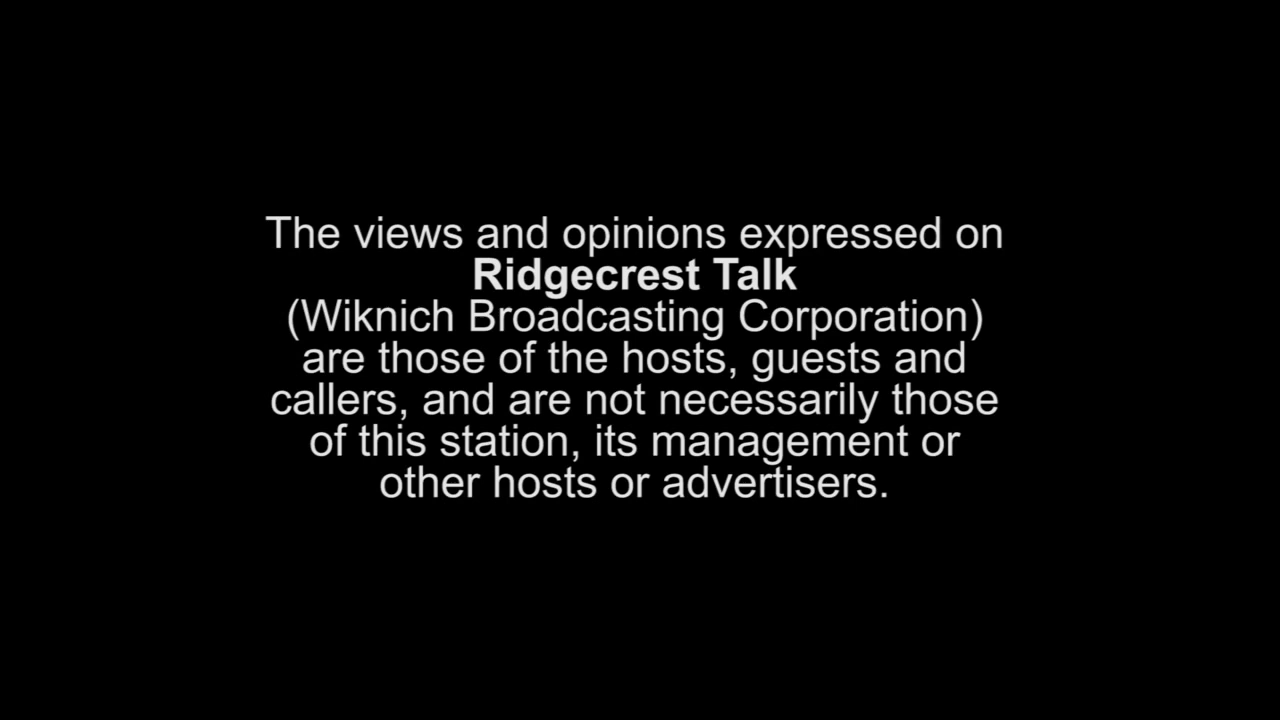 The views and opinions expressed on
Ridgecrest Talk
(Wiknich Broadcasting Corporation)
are those of the hosts, guests and
callers, and are not necessarily those
of this station, its management or
other hosts or advertisers.